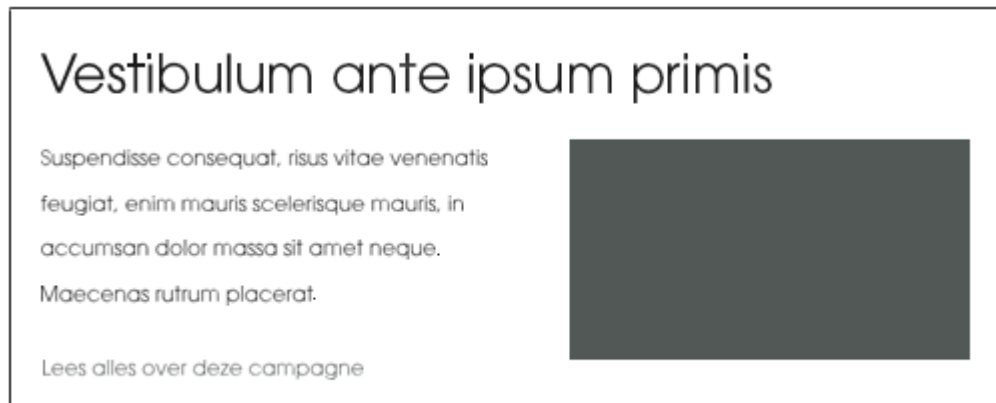 Vestibulum ante ipsum primis
Suspendisse consequat, risus vitae venenatis
feugiat, enim mauris scelerisque mauris, in
accumsan dolor massa sit amet neque.
Maecenas rutrum placerat.
Lees alles over deze campagne